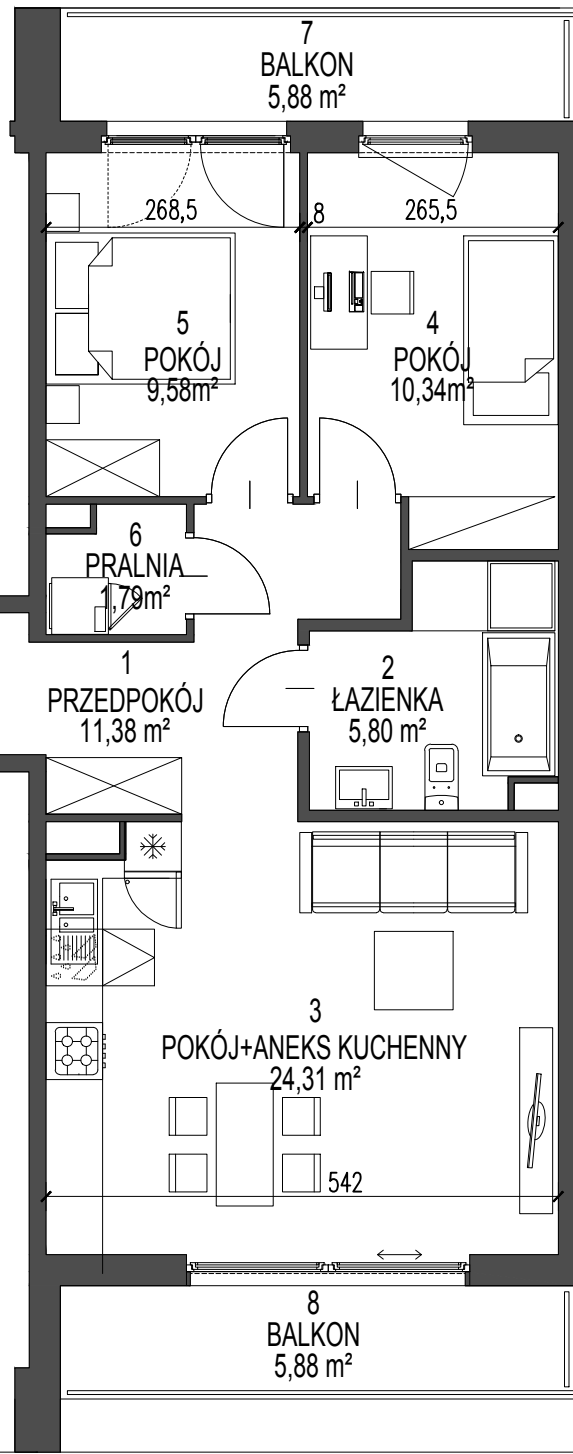 7
BALKON
5,88 m²
268,5
8
265,5
5
POKÓJ
9,58m²
4
POKÓJ
10,34m²
6
PRALNIA
1,79m²
1
PRZEDPOKÓJ
11,38 m²
2
ŁAZIENKA
5,80 m²
3
POKÓJ+ANEKS KUCHENNY
24,31 m²
542
8
BALKON
5,88 m²